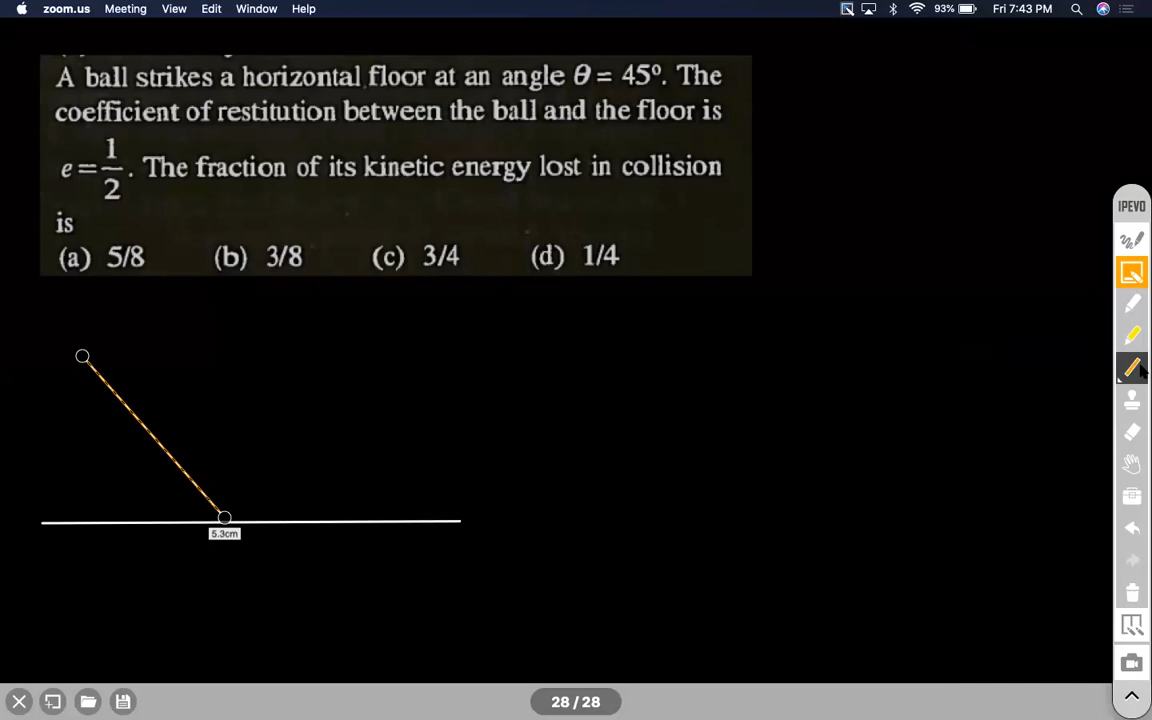 zoom.us Meeting View Edit Window Help 93% Fri 7:43 PM
A ball strikes a horizontal floor at an angle θ = 45º. The
coefficient of restitution between the ball and the floor is
e = 1/2. The fraction of its kinetic energy lost in collision
is
(a) 5/8 (b) 3/8 (c) 3/4 (d) 1/4
IPEVO
5.3cm
28 / 28